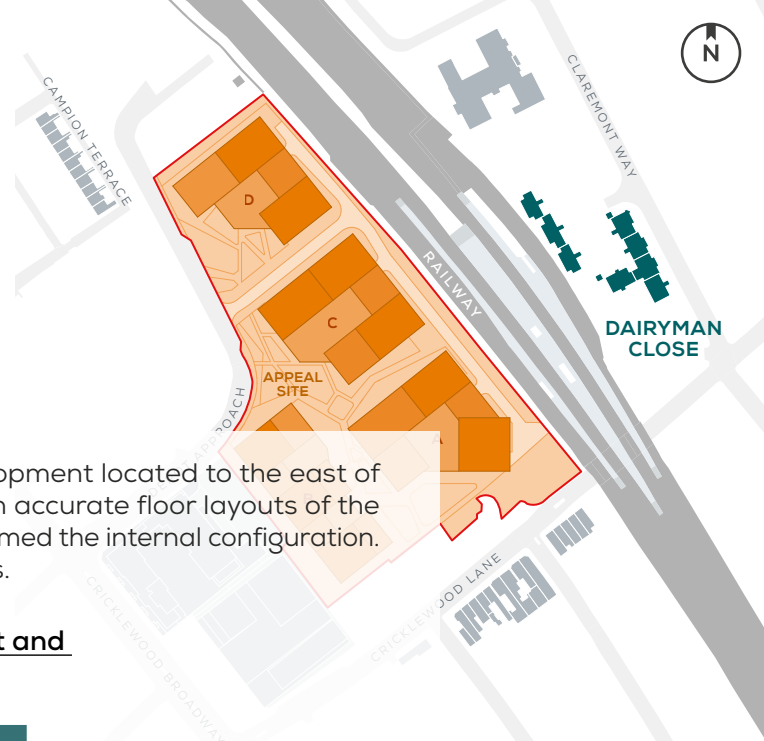 N
CAMPION TERRACE
CLAREMONT WAY
D
RAILWAY
C
DAIRYMAN
CLOSE
APPEAL
SITE
A
opment located to the east of
n accurate floor layouts of the
med the internal configuration.
s.
t and
CRICKLEWOOD LANE
CRICKLEWOOD BROADWAY